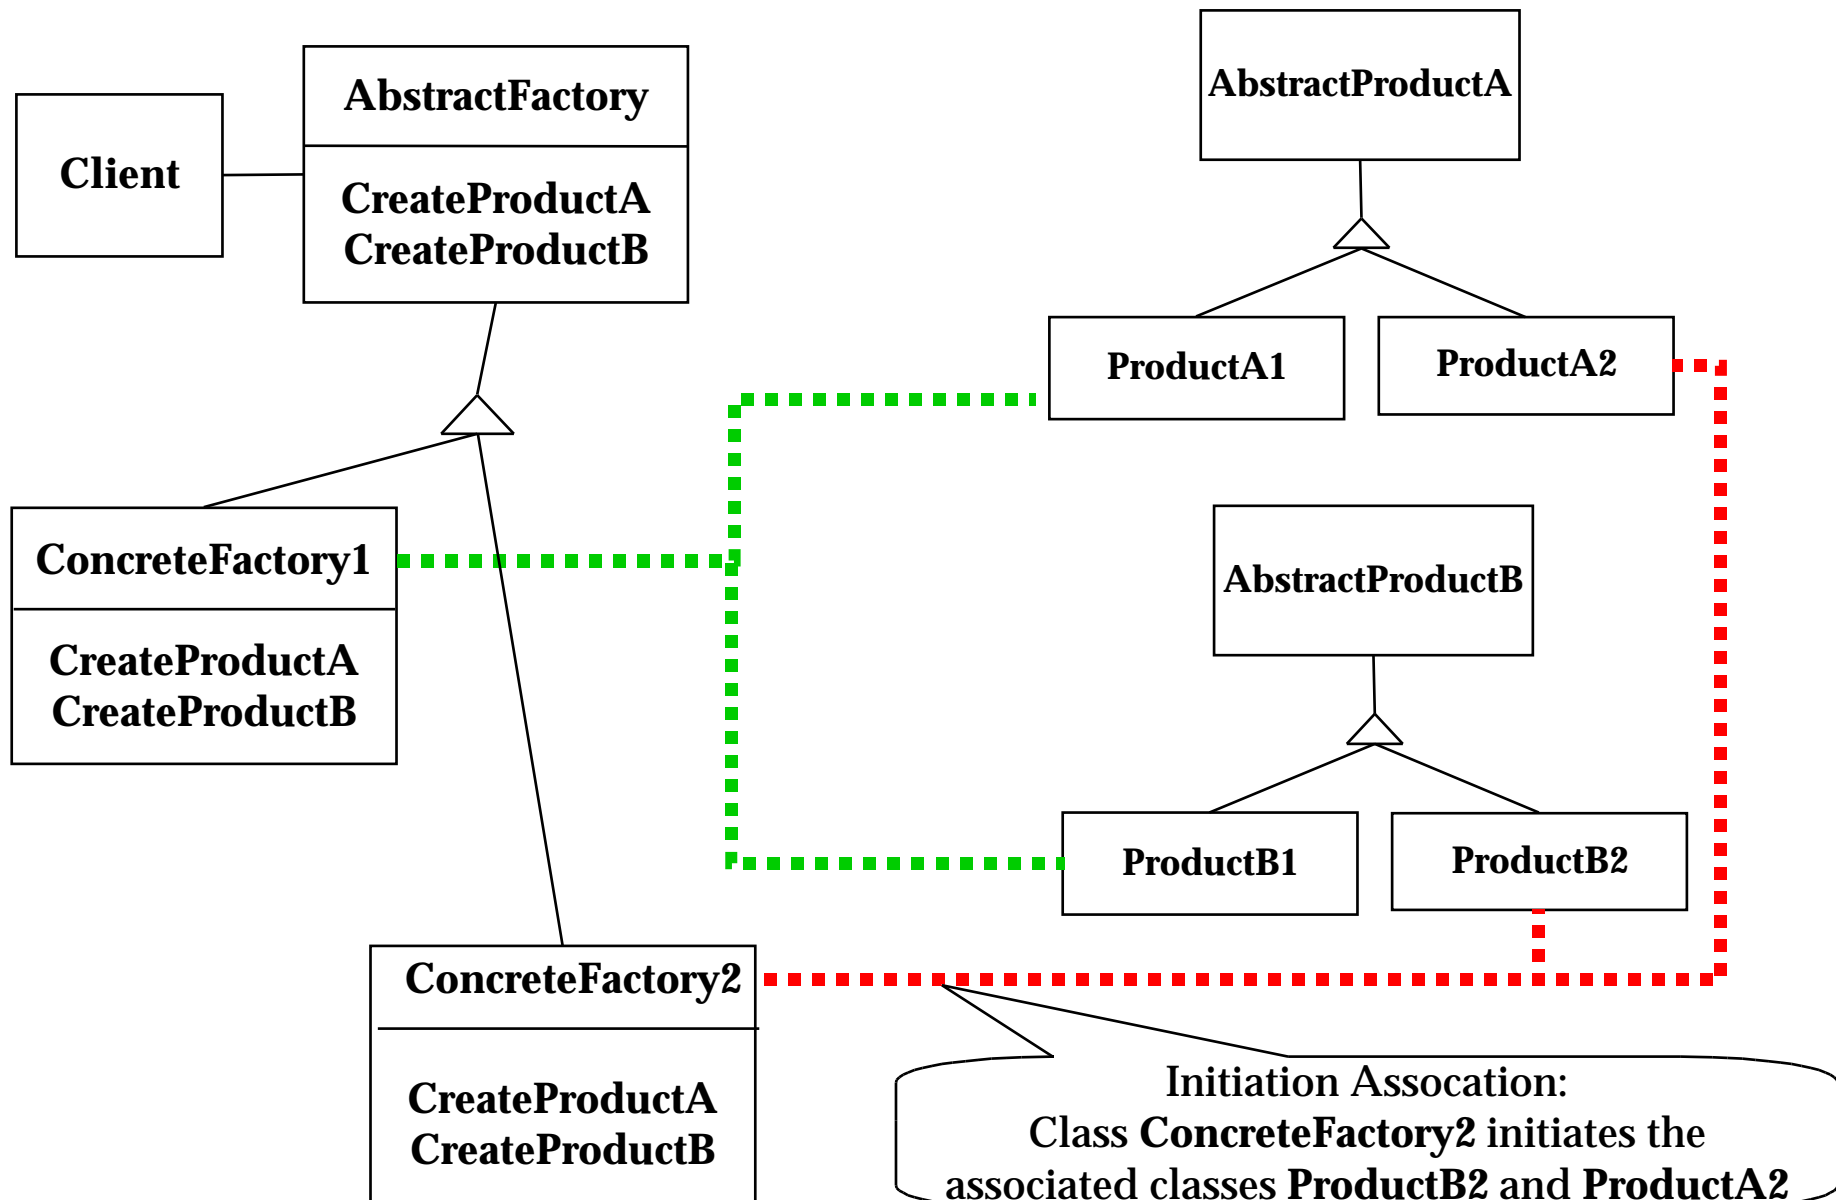 Client
AbstractFactory
CreateProductA
CreateProductB
AbstractProductA
ProductA1
ProductA2
ConcreteFactory1
CreateProductA
CreateProductB
AbstractProductB
ProductB1
ProductB2
ConcreteFactory2
CreateProductA
CreateProductB
Initiation Assocation:
Class ConcreteFactory2 initiates the
associated classes ProductB2 and ProductA2